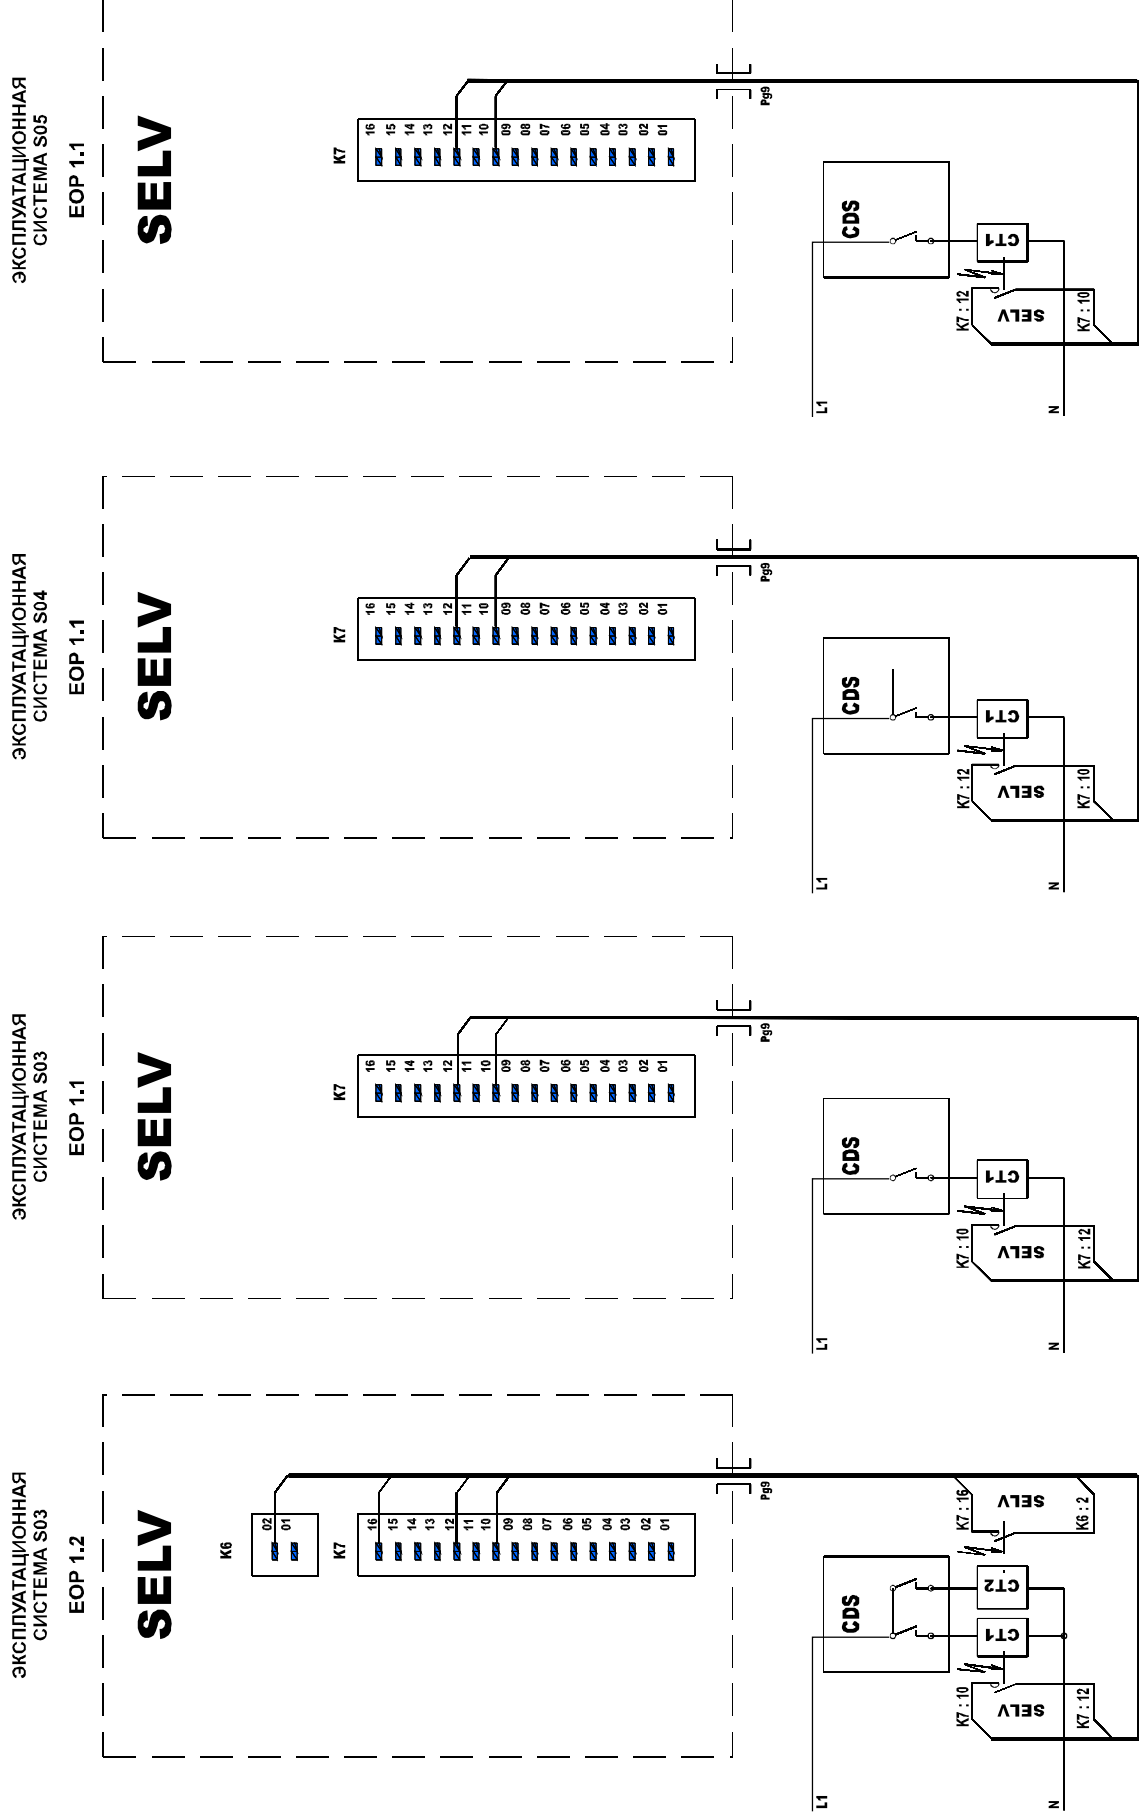 ЭКСПЛУАТАЦИОННАЯ
СИСТЕМА S03
EOP 1.2
SELV
K6
02
01
K7
16
15
14
13
12
11
10
09
08
07
06
05
04
03
02
01
Pg9
CDS
CT1
CT2
K7 : 10
SELV
K7 : 12
K7 : 16
SELV
K6 : 2
L1
N
ЭКСПЛУАТАЦИОННАЯ
СИСТЕМА S03
EOP 1.1
SELV
K7
16
15
14
13
12
11
10
09
08
07
06
05
04
03
02
01
Pg9
CDS
CT1
K7 : 10
SELV
K7 : 12
L1
N
ЭКСПЛУАТАЦИОННАЯ
СИСТЕМА S04
EOP 1.1
SELV
K7
16
15
14
13
12
11
10
09
08
07
06
05
04
03
02
01
Pg9
CDS
CT1
K7 : 12
SELV
K7 : 10
L1
N
ЭКСПЛУАТАЦИОННАЯ
СИСТЕМА S05
EOP 1.1
SELV
K7
16
15
14
13
12
11
10
09
08
07
06
05
04
03
02
01
Pg9
CDS
CT1
K7 : 12
SELV
K7 : 10
L1
N